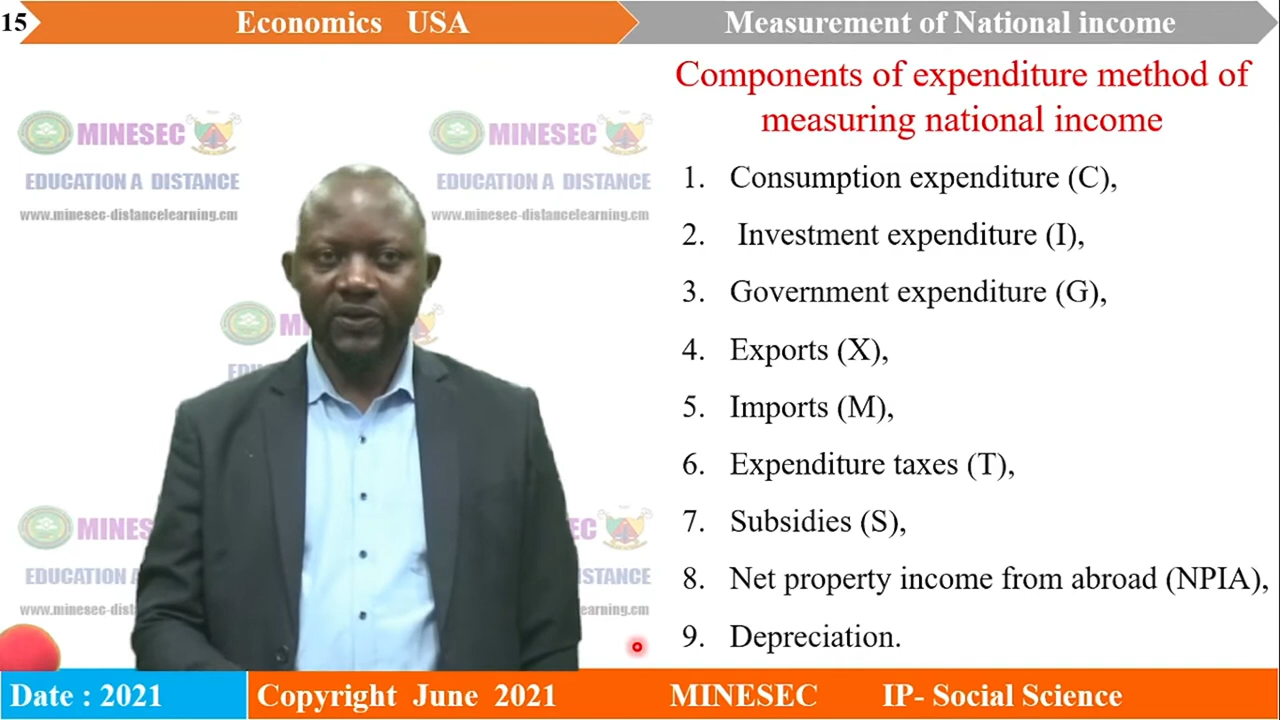 15
Economics USA
Measurement of National income
Components of expenditure method of
measuring national income
1. Consumption expenditure (C),
2. Investment expenditure (I),
3. Government expenditure (G),
4. Exports (X),
5. Imports (M),
6. Expenditure taxes (T),
7. Subsidies (S),
8. Net property income from abroad (NPIA),
9. Depreciation.
MINESEC
EDUCATION A DISTANCE
www.minesec-distancelearning.cm
MINESEC
EDUCATION A DISTANCE
www.minesec-distancelearning.cm
Date : 2021
Copyright June 2021
MINESEC
IP- Social Science